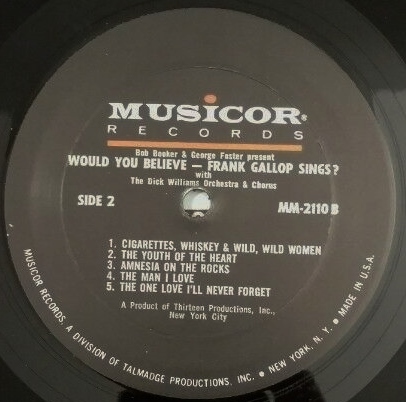 MUSICOR®
RECORDS
Bob Booker & George Foster present
WOULD YOU BELIEVE — FRANK GALLOP SINGS?
with
The Dick Williams Orchestra & Chorus
SIDE 2
MM-2110 B
1. CIGARETTES, WHISKEY & WILD, WILD WOMEN
2. THE YOUTH OF THE HEART
3. AMNESIA ON THE ROCKS
4. THE MAN I LOVE
5. THE ONE LOVE I'LL NEVER FORGET
A Product of Thirteen Productions, Inc.,
New York City
MUSICOR RECORDS, A DIVISION OF TALMADGE PRODUCTIONS, INC. • NEW YORK, N. Y. • MADE IN U.S.A.